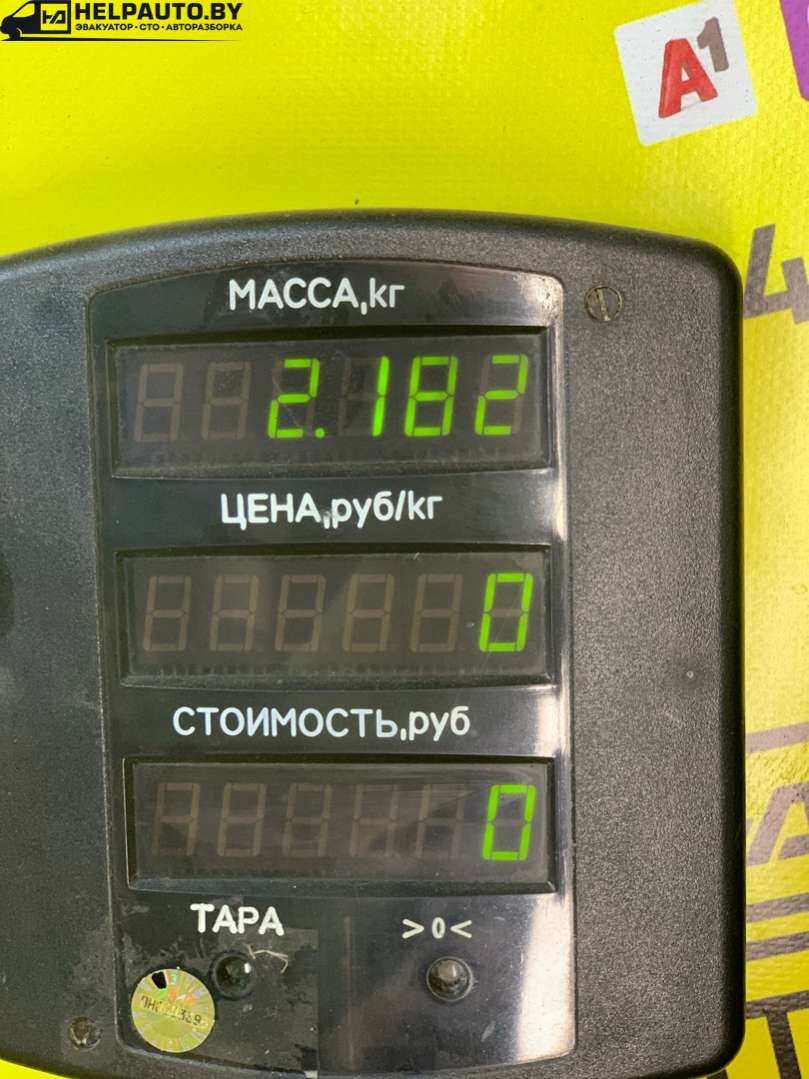 HELPAUTO.BY
ЭВАКУАТОР • СТО • АВТОРАЗБОРКА
A1
4
МАССА,кг
2.182
ЦЕНА,руб/кг
0
СТОИМОСТЬ,руб
0
ТАРА >0<